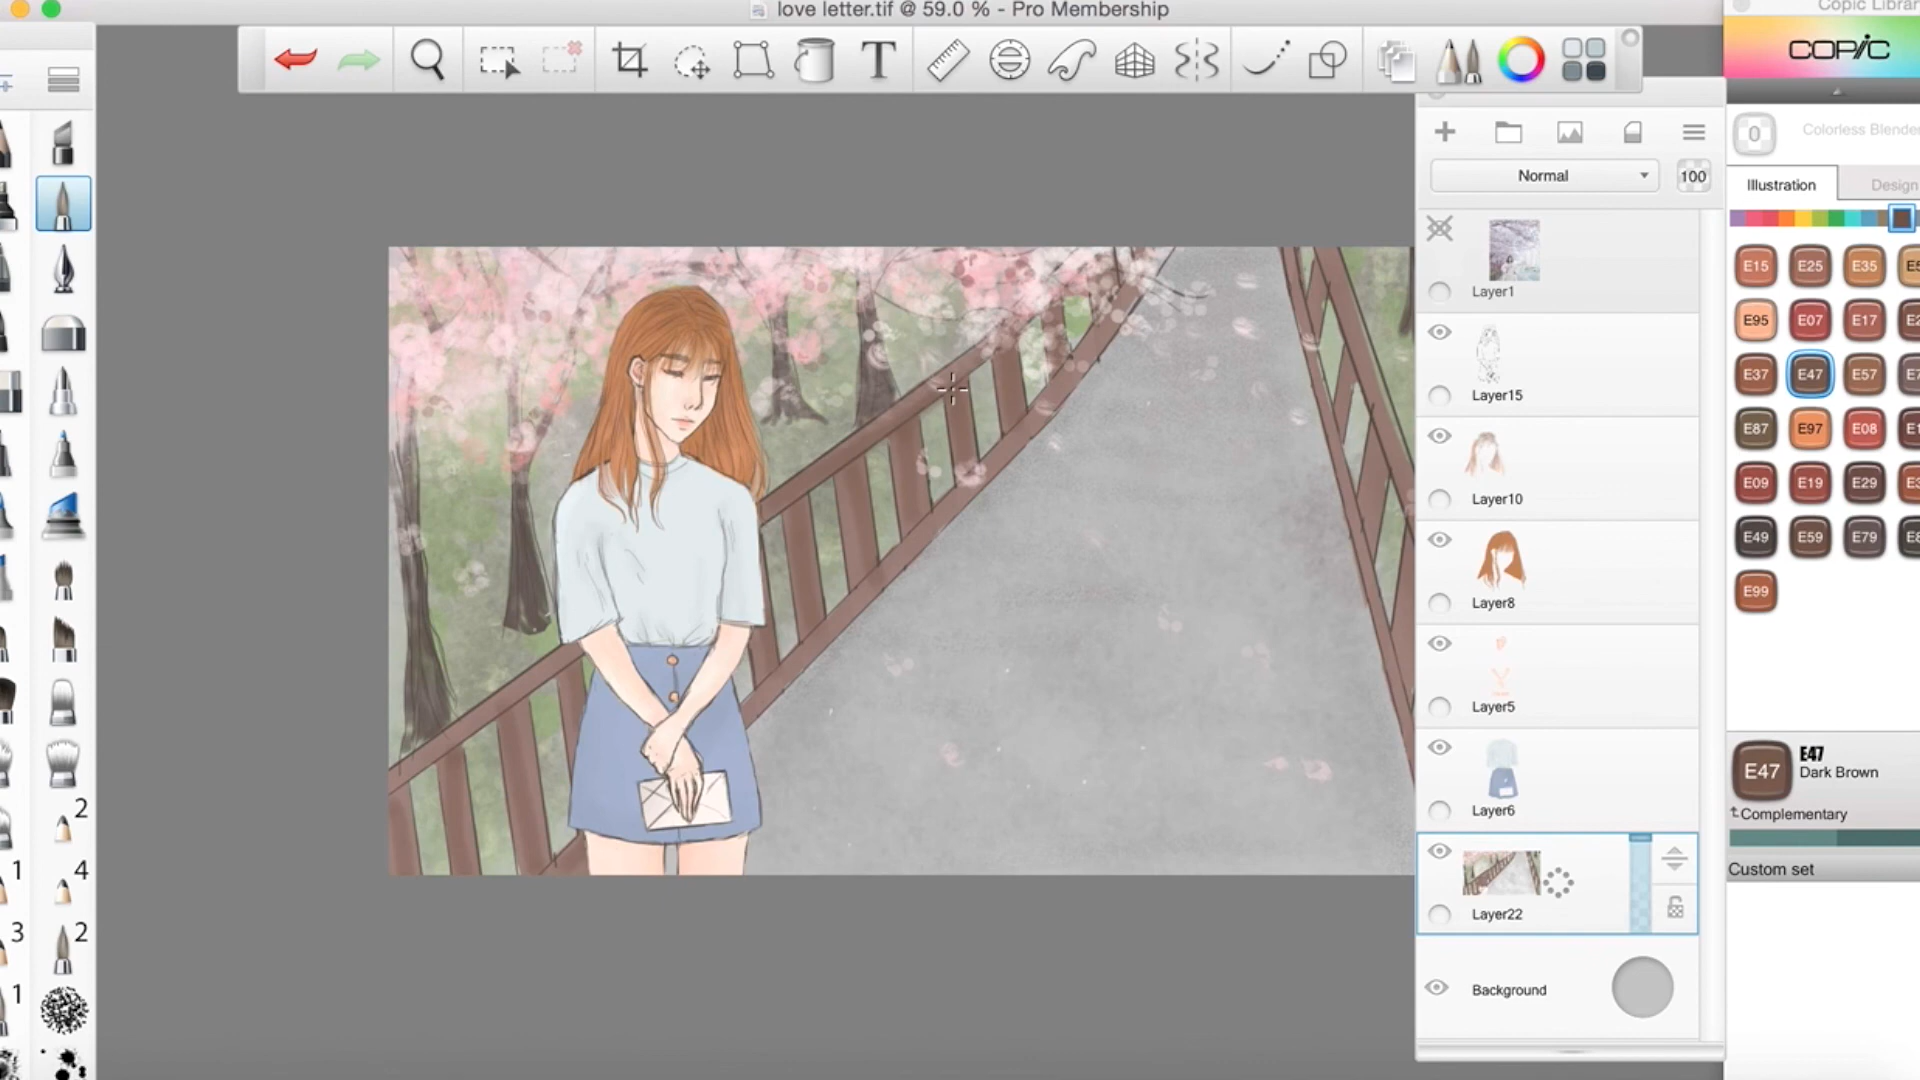 love letter.tif @ 59.0 % - Pro Membership
Copic
COPIC
T
Normal
100
0
Colorless
Illustration
Design
Layer1
Layer15
Layer10
Layer8
Layer5
Layer6
Layer22
Background
E15
E25
E35
E95
E07
E17
E37
E47
E57
E87
E97
E08
E09
E19
E29
E49
E59
E79
E99
E47
E47
Dark Brown
Complementary
Custom set
2
1
4
3
2
1